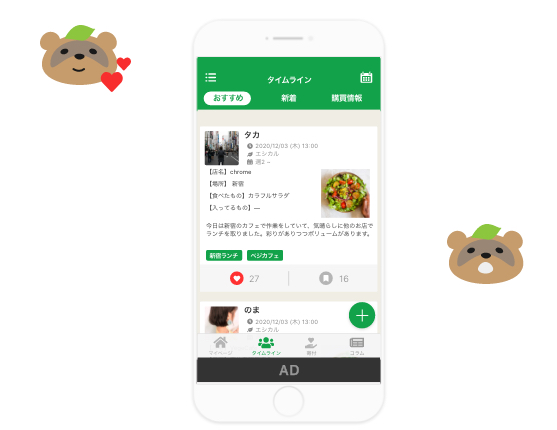 タイムライン
おすすめ 新着 購買情報
タカ
2020/12/03 (木) 13:00
エシカル
週2 ~
【店名】chrome
【場所】 新宿
【食べたもの】カラフルサラダ
【入ってるもの】—
今日は新宿のカフェで作業をしていて、気晴らしに他のお店で
ランチを取りました。彩りがありつつボリュームがあります。
新宿ランチ ベジカフェ
27 16
のま
2020/12/03 (木) 13:00
エシカル
マイページ タイムライン 寄付 コラム
AD